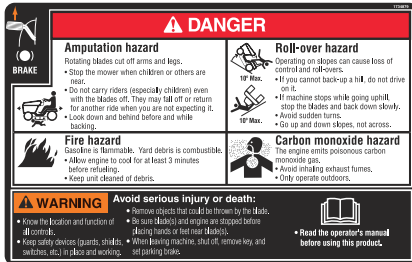 1734879
DANGER
BRAKE
Amputation hazard
Rotating blades cut off arms and legs.
• Stop the mower when children or others are
near.
• Do not carry riders (especially children) even
with the blades off. They may fall off or return
for another ride when you are not expecting it.
• Look down and behind before and while
backing.
10° Max.
10° Max.
Roll-over hazard
Operating on slopes can cause loss of
control and roll-overs.
• If you cannot back-up a hill, do not drive
on it.
• If machine stops while going uphill,
stop the blades and back down slowly.
• Avoid sudden turns.
• Go up and down slopes, not across.
Fire hazard
Gasoline is flammable. Yard debris is combustible.
• Allow engine to cool for at least 3 minutes
before refueling.
• Keep unit cleaned of debris.
Carbon monoxide hazard
The engine emits poisonous carbon
monoxide gas.
• Avoid inhaling exhaust fumes.
• Only operate outdoors.
WARNING
Avoid serious injury or death:
• Know the location and function of
all controls.
• Keep safety devices (guards, shields,
switches, etc.) in place and working.
• Remove objects that could be thrown by the blade.
• Be sure blade(s) and engine are stopped before
placing hands or feet near blade(s).
• When leaving machine, shut off, remove key, and
set parking brake.
• Read the operator's manual
before using this product.